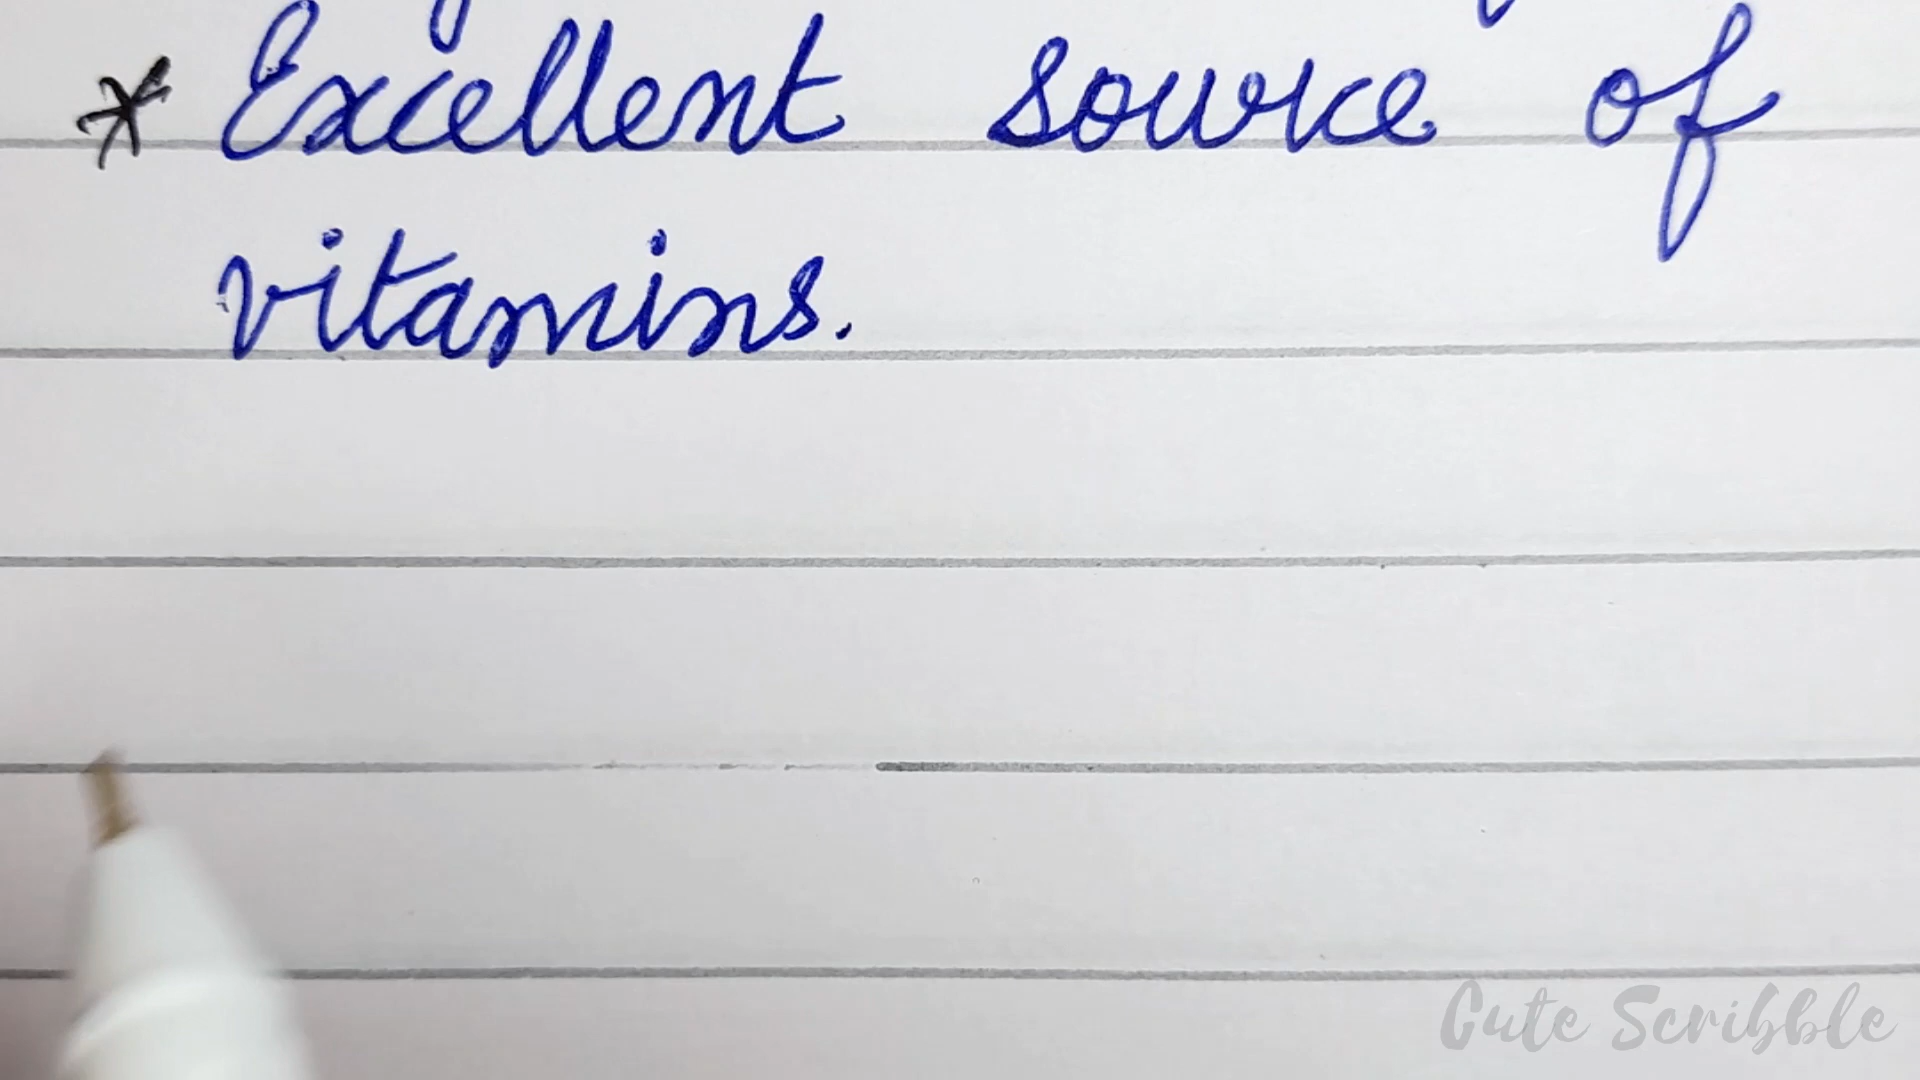 * Excellent source of
vitamins.
Cute Scribble